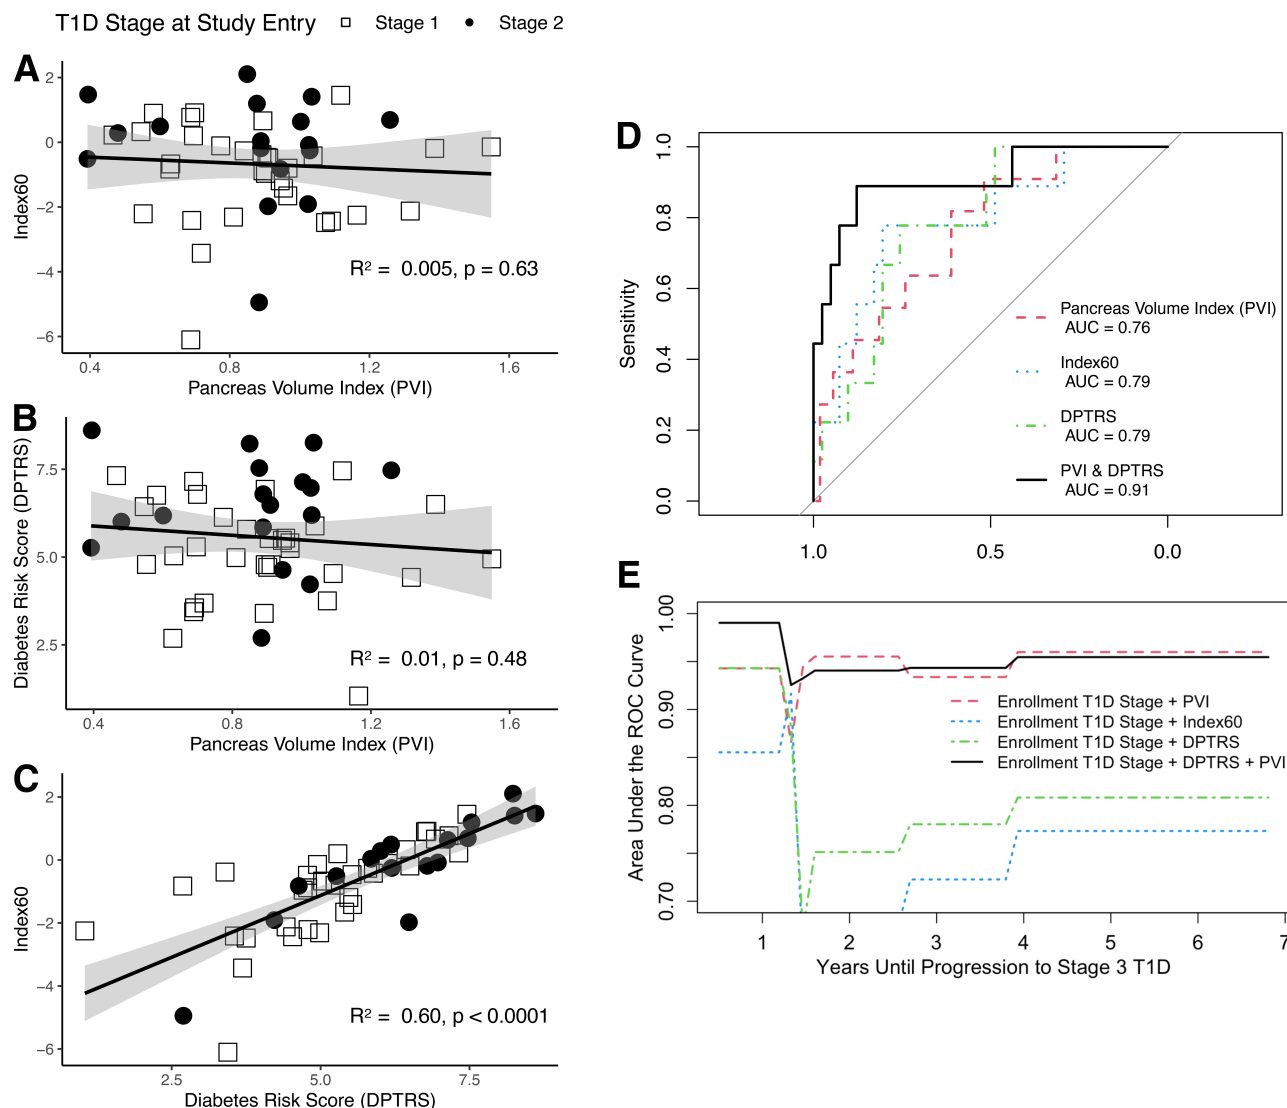 T1D Stage at Study Entry Stage 1 Stage 2
A
2
0
−2
−4
−6
Index60
R² = 0.005, p = 0.63
0.4 0.8 1.2 1.6
Pancreas Volume Index (PVI)
B
7.5
5.0
2.5
Diabetes Risk Score (DPTRS)
R² = 0.01, p = 0.48
0.4 0.8 1.2 1.6
Pancreas Volume Index (PVI)
C
2
0
−2
−4
−6
Index60
R² = 0.60, p < 0.0001
2.5 5.0 7.5
Diabetes Risk Score (DPTRS)
D
1.0
0.8
0.6
0.4
0.2
0.0
Sensitivity
Pancreas Volume Index (PVI)
AUC = 0.76
Index60
AUC = 0.79
DPTRS
AUC = 0.79
PVI & DPTRS
AUC = 0.91
1.0 0.5 0.0
E
1.00
0.90
0.80
0.70
Area Under the ROC Curve
Enrollment T1D Stage + PVI
Enrollment T1D Stage + Index60
Enrollment T1D Stage + DPTRS
Enrollment T1D Stage + DPTRS + PVI
1 2 3 4 5 6 7
Years Until Progression to Stage 3 T1D